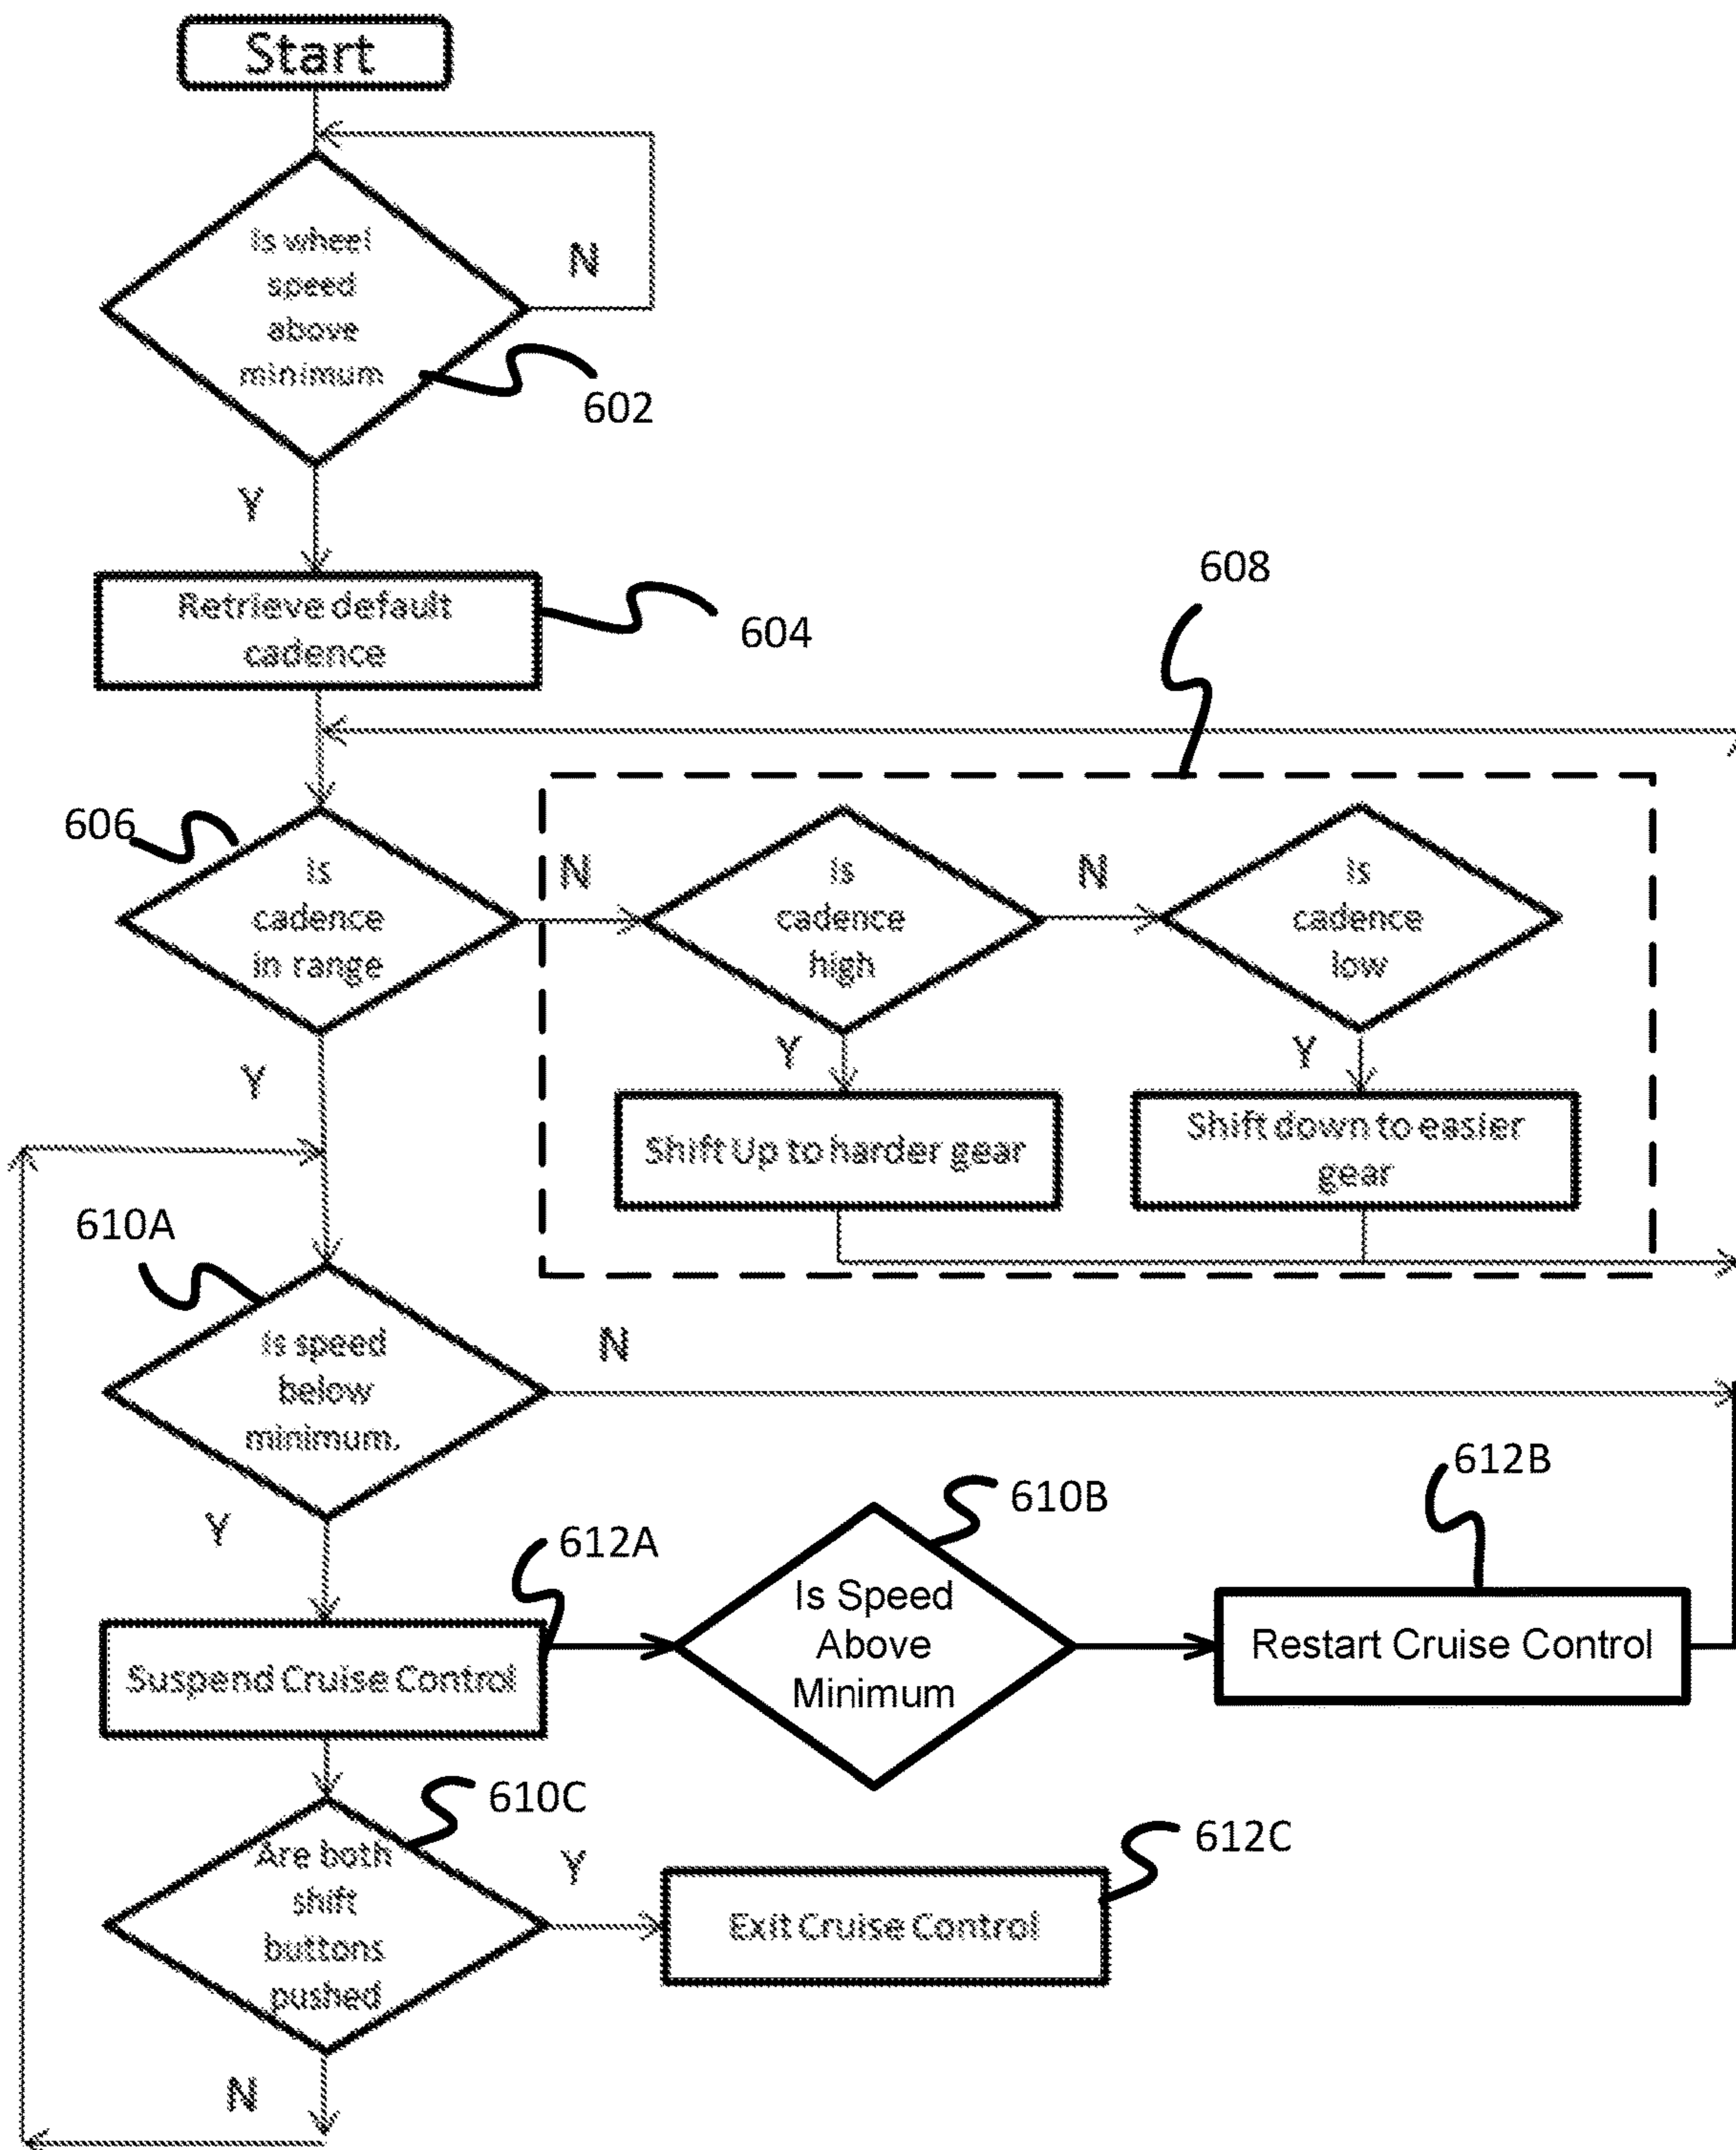 Start
Is wheel
speed
above
minimum
N
602
Y
Retrieve default
cadence
604
608
606
Is
cadence
in range
N
Is
cadence
high
N
Is
cadence
low
Y
Y
Y
Shift Up to harder gear
Shift down to easier
gear
610A
Is speed
below
minimum.
N
Y
612A
610B
612B
Suspend Cruise Control
Is Speed
Above
Minimum
Restart Cruise Control
610C
Are both
shift
buttons
pushed
Y
612C
Exit Cruise Control
N